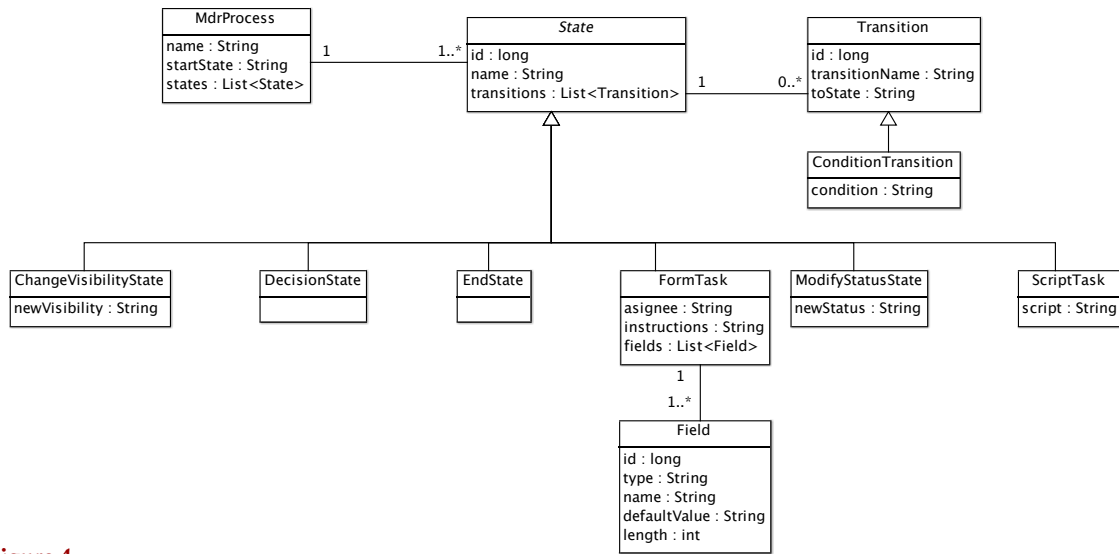 MdrProcess
name : String
startState : String
states : List<State>
1
1..*
State
id : long
name : String
transitions : List<Transition>
1
0..*
Transition
id : long
transitionName : String
toState : String
ConditionTransition
condition : String
ChangeVisibilityState
newVisibility : String
DecisionState
EndState
FormTask
asignee : String
instructions : String
fields : List<Field>
ModifyStatusState
newStatus : String
ScriptTask
script : String
1
1..*
Field
id : long
type : String
name : String
defaultValue : String
length : int